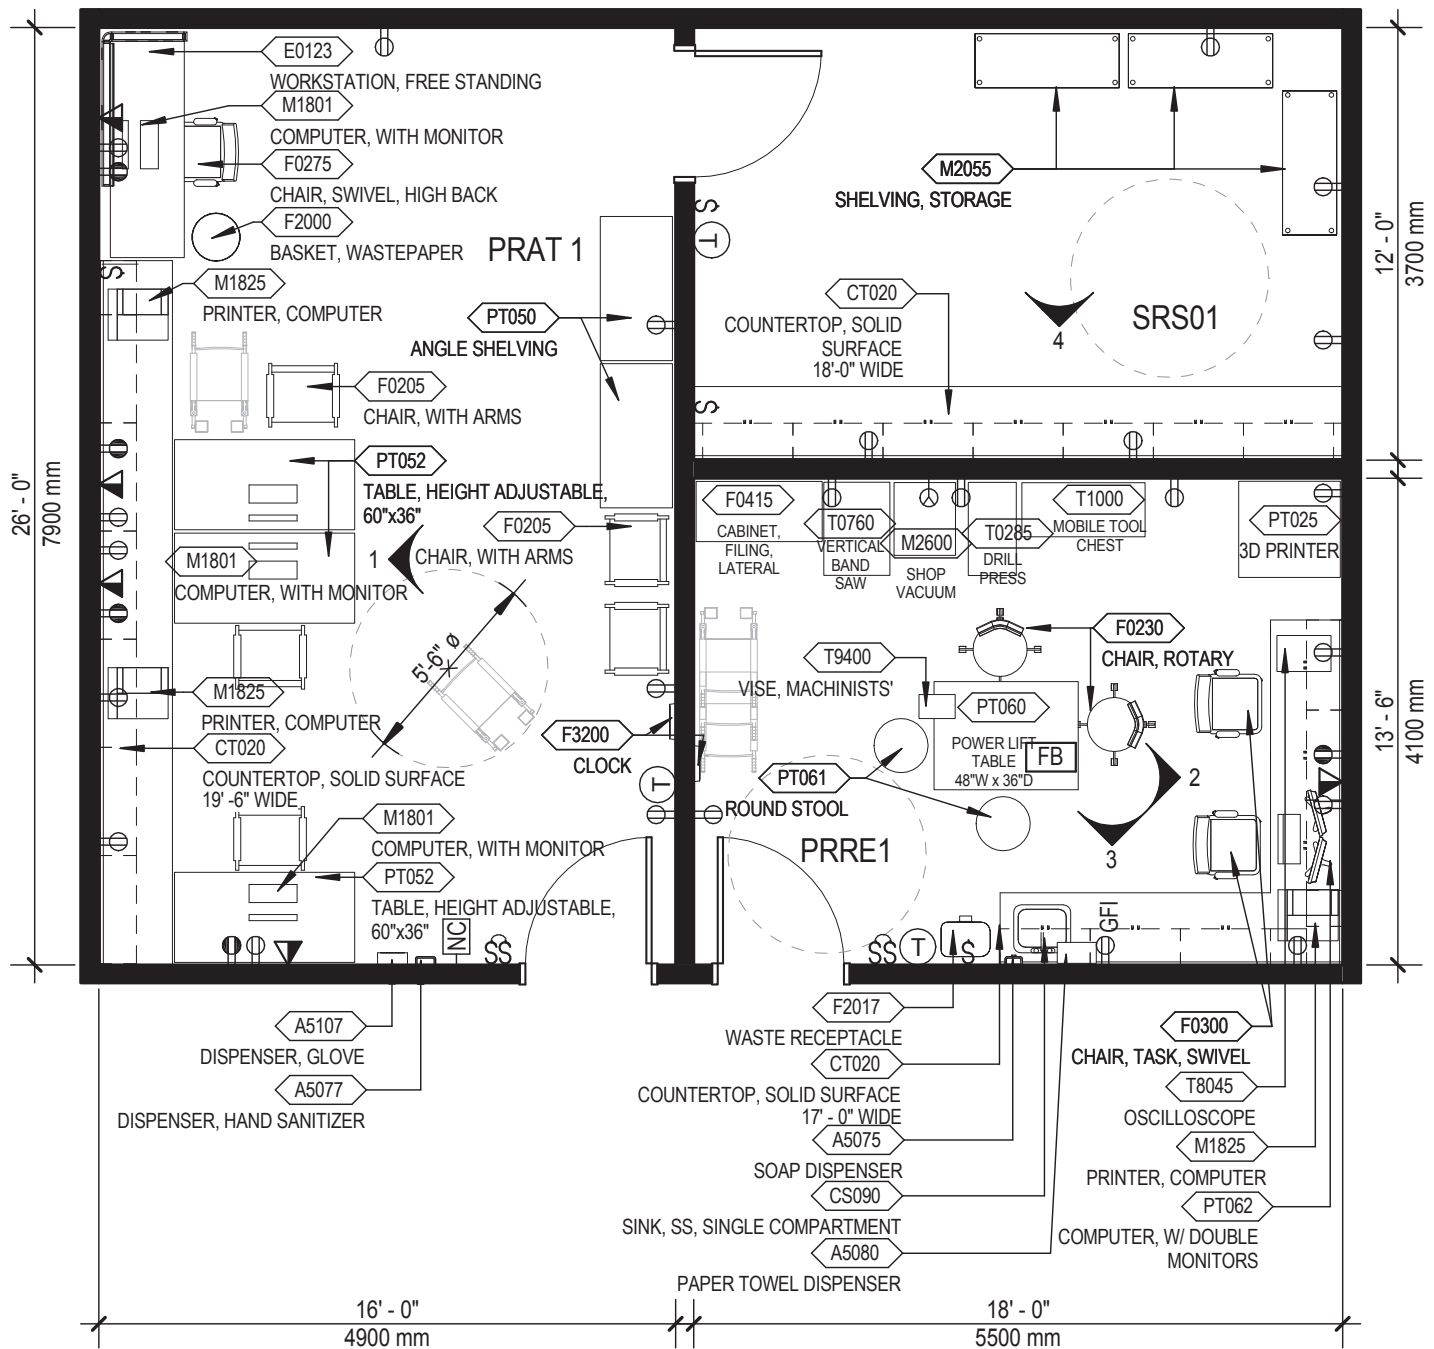 E0123
WORKSTATION, FREE STANDING
M1801
COMPUTER, WITH MONITOR
F0275
CHAIR, SWIVEL, HIGH BACK
F2000
BASKET, WASTEPAPER
PRAT 1
M1825
PRINTER, COMPUTER
PT050
ANGLE SHELVING
F0205
CHAIR, WITH ARMS
PT052
TABLE, HEIGHT ADJUSTABLE,
60"x36"
F0205
CHAIR, WITH ARMS
1
M1801
COMPUTER, WITH MONITOR
5'-6" ø
M1825
PRINTER, COMPUTER
CT020
COUNTERTOP, SOLID SURFACE
19' -6" WIDE
F3200
CLOCK
T
M1801
COMPUTER, WITH MONITOR
PT052
TABLE, HEIGHT ADJUSTABLE,
60"x36"
NC
SS
S
26' - 0"
7900 mm
M2055
SHELVING, STORAGE
S
T
CT020
COUNTERTOP, SOLID
SURFACE
18'-0" WIDE
4
SRS01
S
12' - 0"
3700 mm
F0415
CABINET,
FILING,
LATERAL
T0760
VERTICAL
BAND
SAW
M2600
SHOP
VACUUM
T0285
DRILL
PRESS
T1000
MOBILE TOOL
CHEST
PT025
3D PRINTER
F0230
CHAIR, ROTARY
T9400
VISE, MACHINISTS'
PT060
POWER LIFT
TABLE
48"W x 36"D
FB
PT061
ROUND STOOL
2
3
PRRE1
GFI
SS
T
S
13' - 6"
4100 mm
A5107
DISPENSER, GLOVE
A5077
DISPENSER, HAND SANITIZER
F2017
WASTE RECEPTACLE
CT020
COUNTERTOP, SOLID SURFACE
17' - 0" WIDE
A5075
SOAP DISPENSER
CS090
SINK, SS, SINGLE COMPARTMENT
A5080
PAPER TOWEL DISPENSER
F0300
CHAIR, TASK, SWIVEL
T8045
OSCILLOSCOPE
M1825
PRINTER, COMPUTER
PT062
COMPUTER, W/ DOUBLE
MONITORS
16' - 0"
4900 mm
18' - 0"
5500 mm